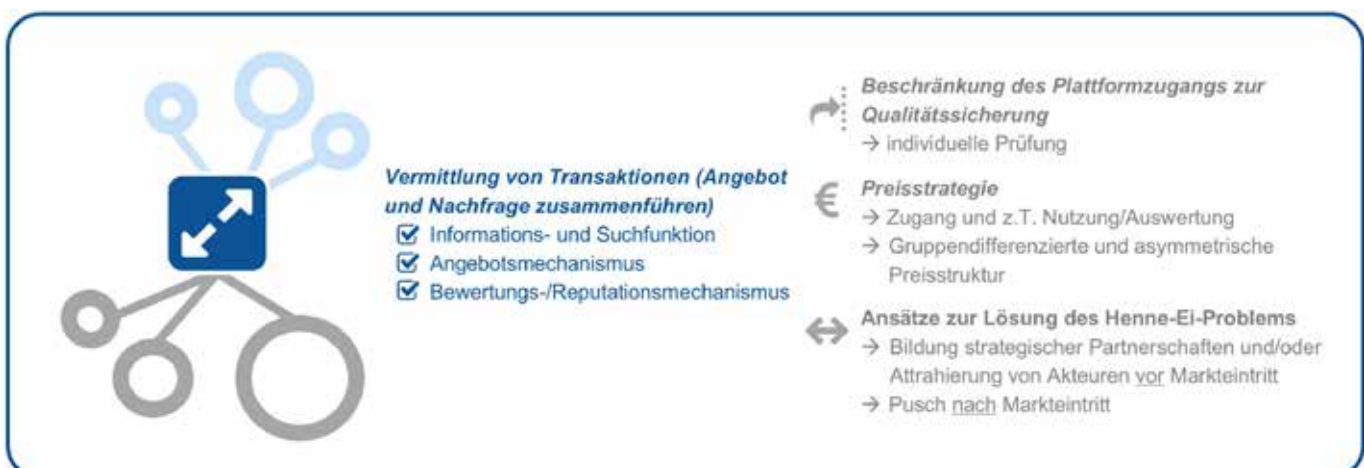 Vermittlung von Transaktionen (Angebot
und Nachfrage zusammenführen)
Informations- und Suchfunktion
Angebotsmechanismus
Bewertungs-/Reputationsmechanismus
Beschränkung des Plattformzugangs zur
Qualitätssicherung
→ individuelle Prüfung
€ Preisstrategie
→ Zugang und z.T. Nutzung/Auswertung
→ Gruppendifferenzierte und asymmetrische
Preisstruktur
Ansätze zur Lösung des Henne-Ei-Problems
→ Bildung strategischer Partnerschaften und/oder
Attrahierung von Akteuren vor Markteintritt
→ Pusch nach Markteintritt